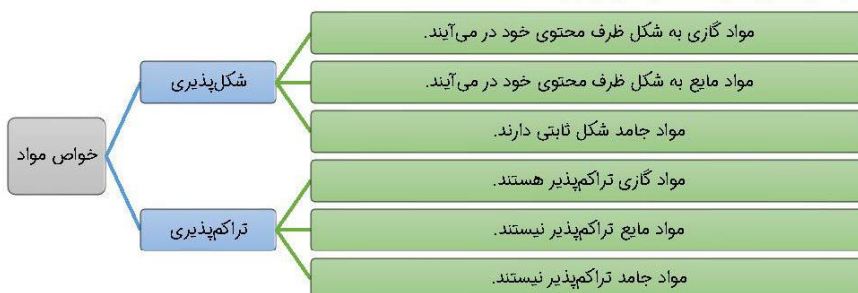 خواص مواد
شکل‌پذیری
مواد گازی به شکل ظرف محتوی خود در می‌آیند.
مواد مایع به شکل ظرف محتوی خود در می‌آیند.
مواد جامد شکل ثابتی دارند.
تراکم‌پذیری
مواد گازی تراکم‌پذیر هستند.
مواد مایع تراکم‌پذیر نیستند.
مواد جامد تراکم‌پذیر نیستند.